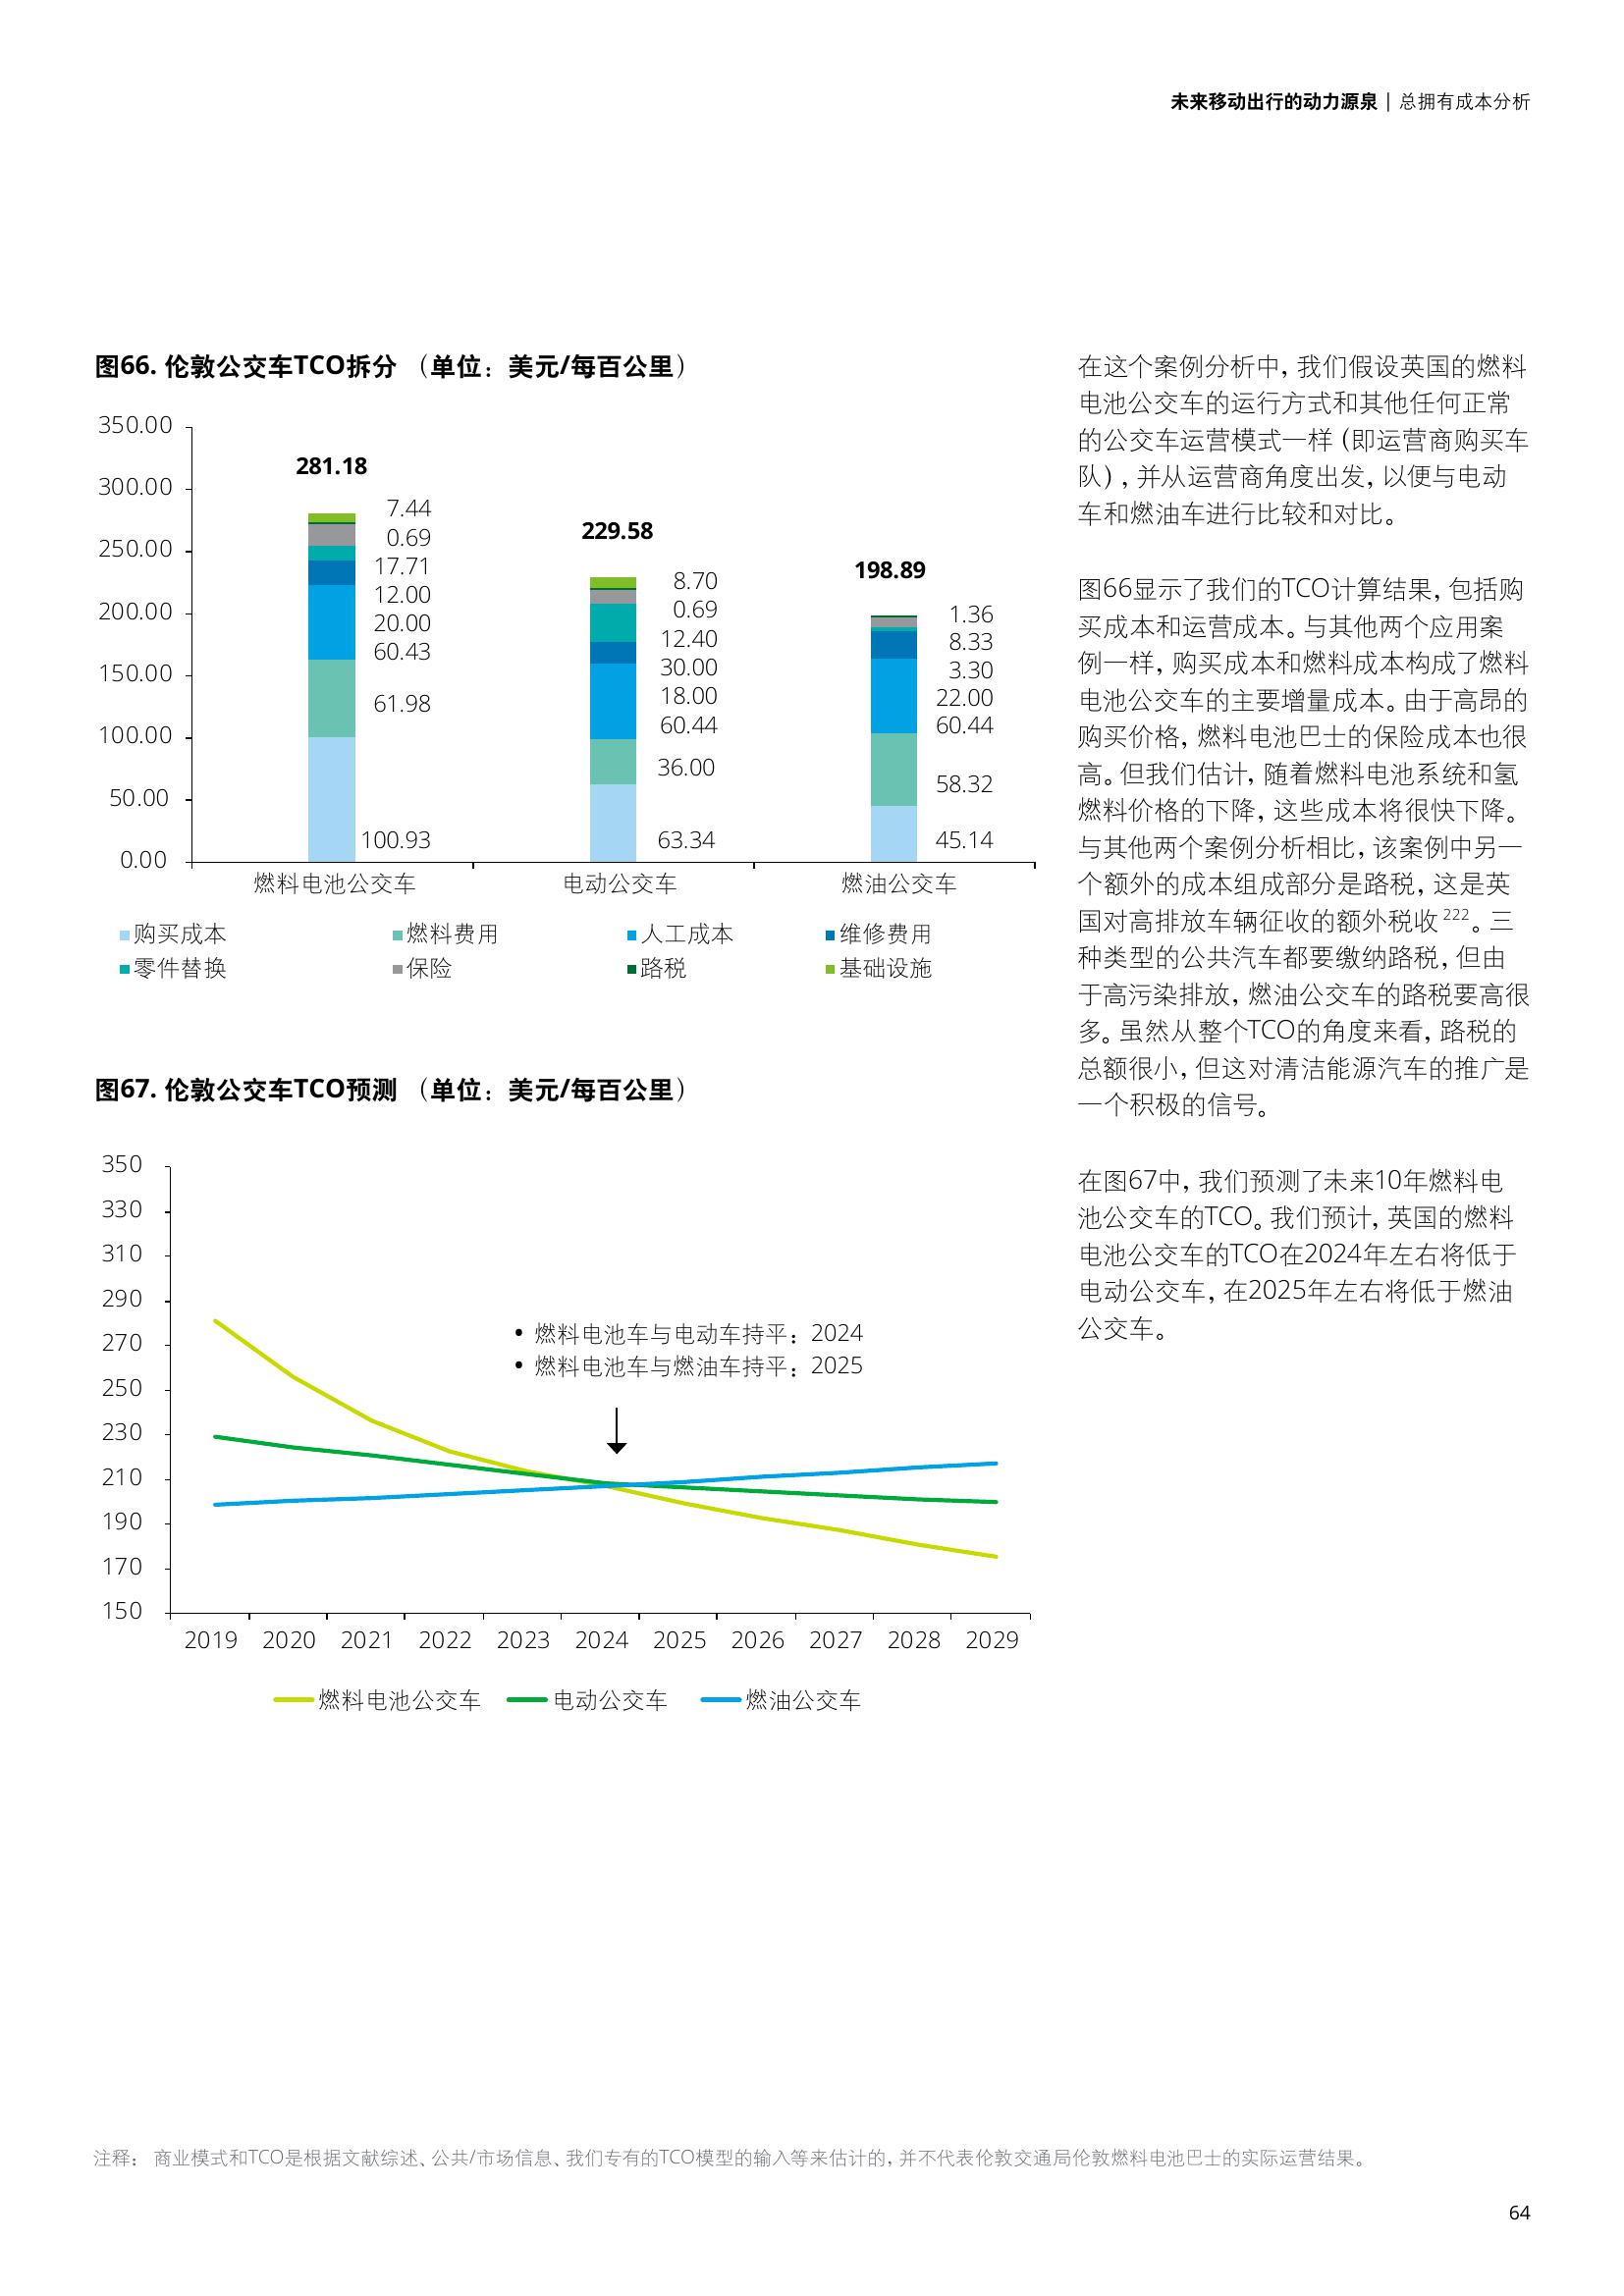 未来移动出行的动力源泉 | 总拥有成本分析
图66. 伦敦公交车TCO拆分 （单位：美元/每百公里）
350.00
300.00
250.00
200.00
150.00
100.00
50.00
0.00
281.18
7.44
0.69
17.71
12.00
20.00
60.43
61.98
100.93
229.58
8.70
0.69
12.40
30.00
18.00
60.44
36.00
63.34
198.89
1.36
8.33
3.30
22.00
60.44
58.32
45.14
燃料电池公交车 电动公交车 燃油公交车
购买成本 燃料费用 人工成本 维修费用
零件替换 保险 路税 基础设施
图67. 伦敦公交车TCO预测 （单位：美元/每百公里）
350
330
310
290
270
250
230
210
190
170
150
• 燃料电池车与电动车持平：2024
• 燃料电池车与燃油车持平：2025
2019 2020 2021 2022 2023 2024 2025 2026 2027 2028 2029
燃料电池公交车 电动公交车 燃油公交车
在这个案例分析中，我们假设英国的燃料
电池公交车的运行方式和其他任何正常
的公交车运营模式一样（即运营商购买车
队），并从运营商角度出发，以便与电动
车和燃油车进行比较和对比。
图66显示了我们的TCO计算结果，包括购
买成本和运营成本。与其他两个应用案
例一样，购买成本和燃料成本构成了燃料
电池公交车的主要增量成本。由于高昂的
购买价格，燃料电池巴士的保险成本也很
高。但我们估计，随着燃料电池系统和氢
燃料价格的下降，这些成本将很快下降。
与其他两个案例分析相比，该案例中另一
个额外的成本组成部分是路税，这是英
国对高排放车辆征收的额外税收222。三
种类型的公共汽车都要缴纳路税，但由
于高污染排放，燃油公交车的路税要高很
多。虽然从整个TCO的角度来看，路税的
总额很小，但这对清洁能源汽车的推广是
一个积极的信号。
在图67中，我们预测了未来10年燃料电
池公交车的TCO。我们预计，英国的燃料
电池公交车的TCO在2024年左右将低于
电动公交车，在2025年左右将低于燃油
公交车。
注释： 商业模式和TCO是根据文献综述、公共/市场信息、我们专有的TCO模型的输入等来估计的，并不代表伦敦交通局伦敦燃料电池巴士的实际运营结果。
64